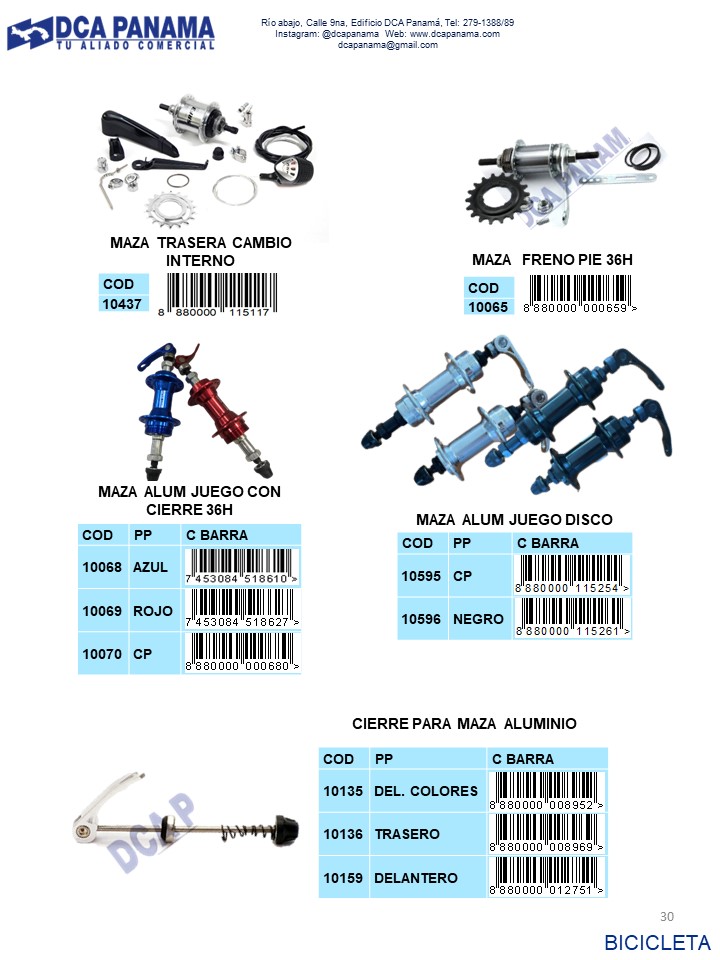 DCA PANAMA
TU ALIADO COMERCIAL
Río abajo, Calle 9na, Edificio DCA Panamá, Tel: 279-1388/89
Instagram: @dcapanama Web: www.dcapanama.com
dcapanama@gmail.com
MAZA TRASERA CAMBIO
INTERNO
COD
10437
8 880000 115117
DCA PANAM
MAZA FRENO PIE 36H
COD
10065
8 880000 000659 >
MAZA ALUM JUEGO CON
CIERRE 36H
COD PP C BARRA
10068 AZUL 7 453084 518610 >
10069 ROJO 7 453084 518627 >
10070 CP 8 880000 000680 >
MAZA ALUM JUEGO DISCO
COD PP C BARRA
10595 CP 8 880000 115254 >
10596 NEGRO 8 880000 115261 >
CIERRE PARA MAZA ALUMINIO
DCA P
COD PP C BARRA
10135 DEL. COLORES 8 880000 008952 >
10136 TRASERO 8 880000 008969 >
10159 DELANTERO 8 880000 012751 >
30
BICICLETA